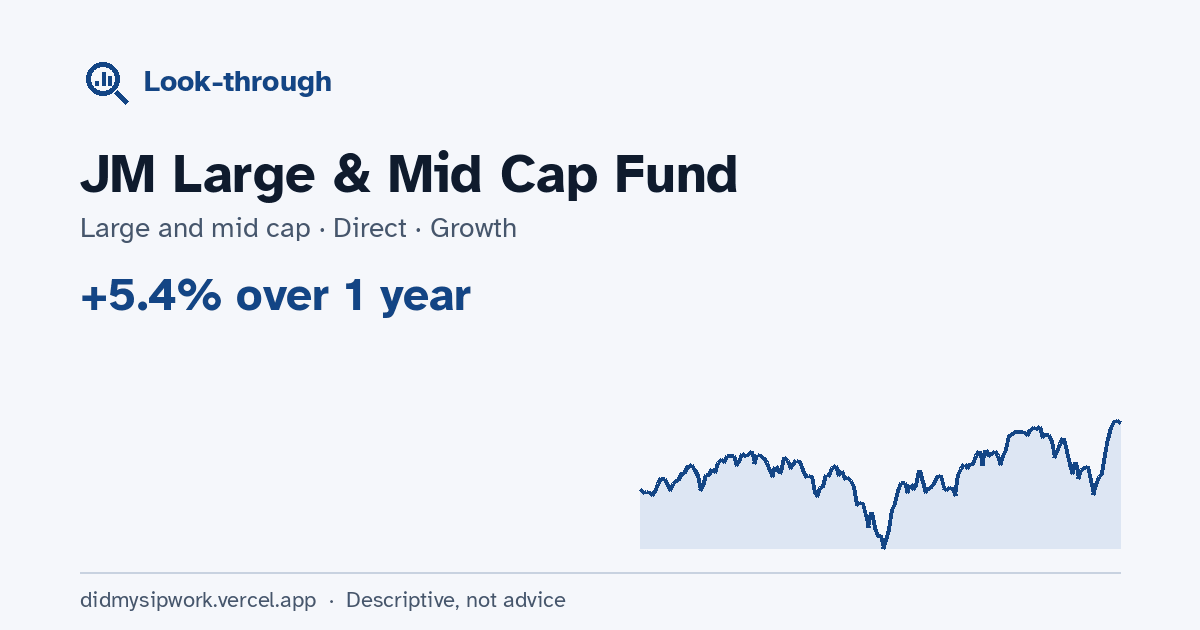 Look-through
JM Large & Mid Cap Fund
Large and mid cap · Direct · Growth
+5.4% over 1 year
didmysipwork.vercel.app · Descriptive, not advice